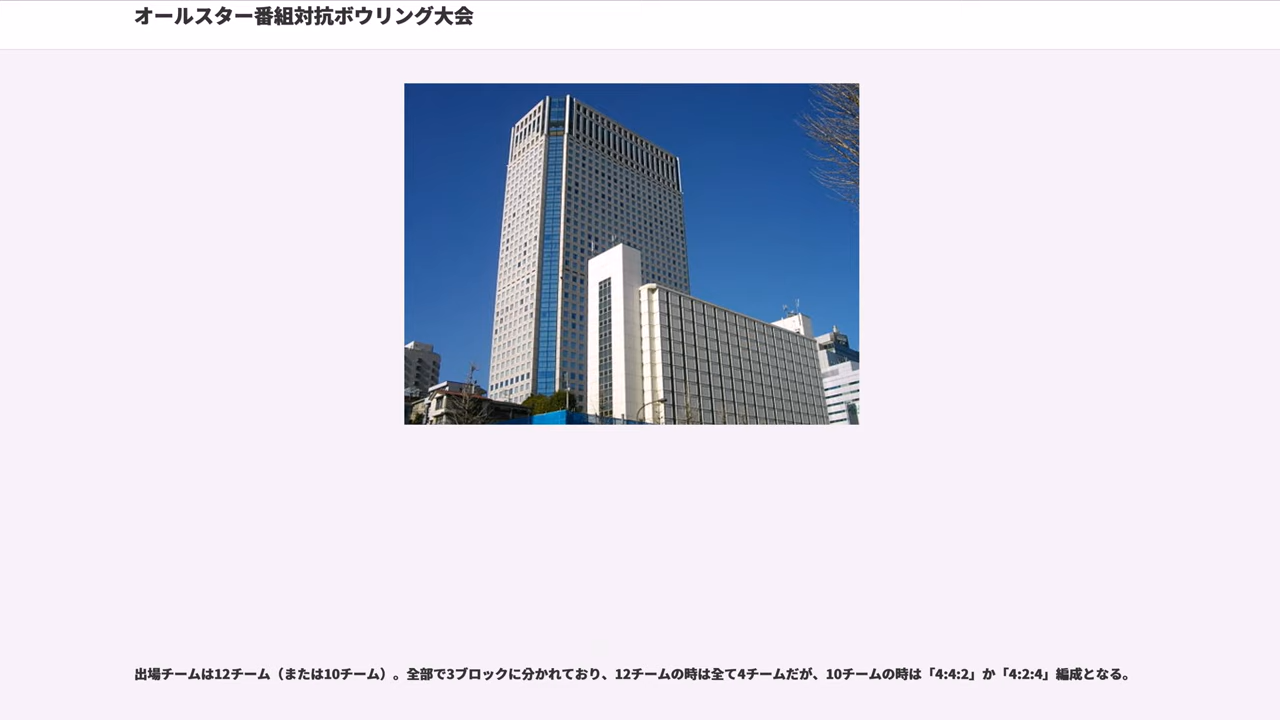 オールスター番組対抗ボウリング大会
出場チームは12チーム（または10チーム）。全部で3ブロックに分かれており、12チームの時は全て4チームだが、10チームの時は「4:4:2」か「4:2:4」編成となる。